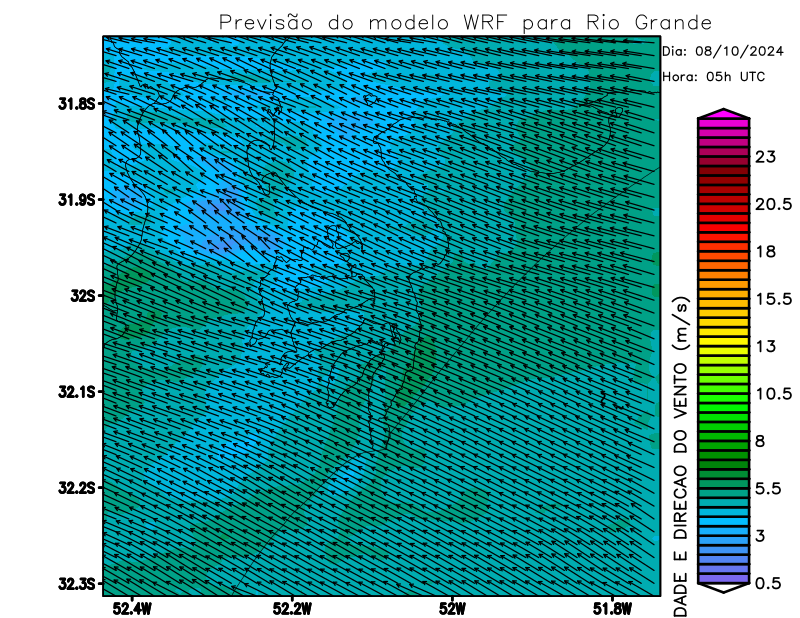 Previsão do modelo WRF para Rio Grande
Dia: 08/10/2024
Hora: 05h UTC
31.8S
31.9S
32S
32.1S
32.2S
32.3S
52.4W
52.2W
52W
51.8W
DADE E DIRECAO DO VENTO (m/s)
23
20.5
18
15.5
13
10.5
8
5.5
3
0.5